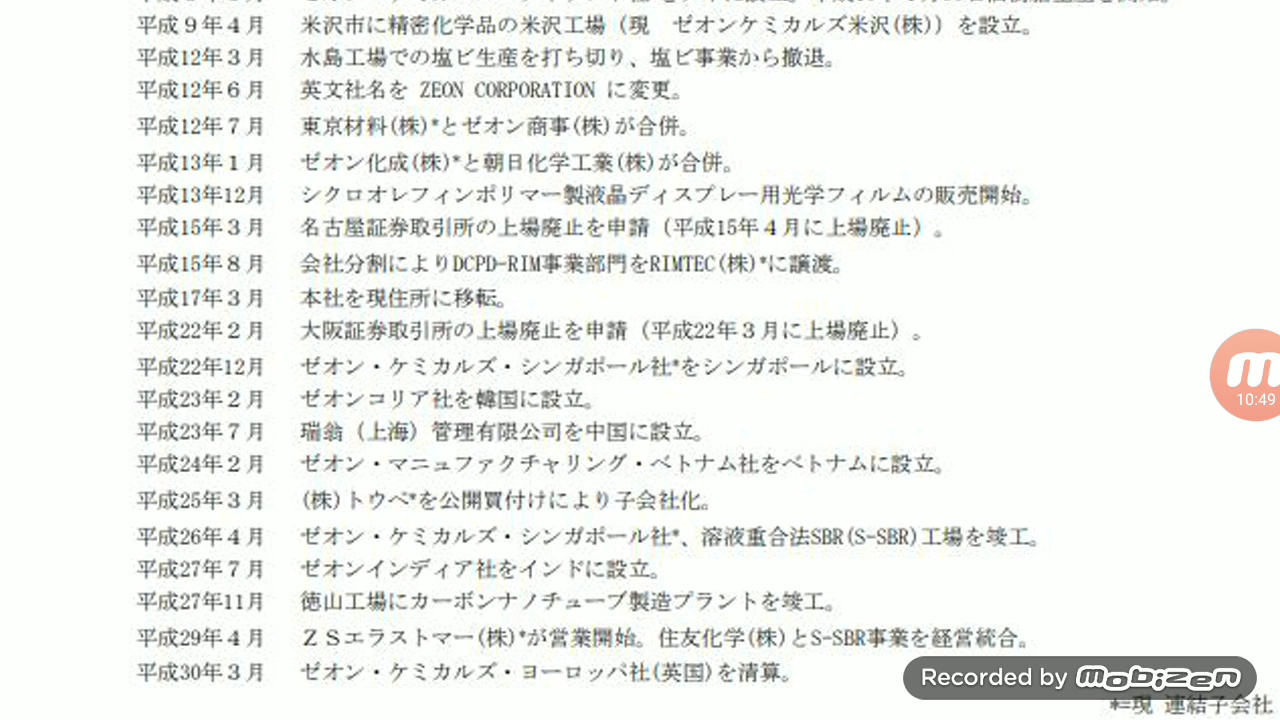 平成９年４月　米沢市に精密化学品の米沢工場（現　ゼオンケミカルズ米沢(株)）を設立。
平成12年３月　水島工場での塩ビ生産を打ち切り、塩ビ事業から撤退。
平成12年６月　英文社名を ZEON CORPORATION に変更。
平成12年７月　東京材料(株)*とゼオン商事(株)が合併。
平成13年１月　ゼオン化成(株)*と朝日化学工業(株)が合併。
平成13年12月　シクロオレフィンポリマー製液晶ディスプレー用光学フィルムの販売開始。
平成15年３月　名古屋証券取引所の上場廃止を申請（平成15年４月に上場廃止）。
平成15年８月　会社分割によりDCPD-RIM事業部門をRIMTEC(株)*に譲渡。
平成17年３月　本社を現住所に移転。
平成22年２月　大阪証券取引所の上場廃止を申請（平成22年３月に上場廃止）。
平成22年12月　ゼオン・ケミカルズ・シンガポール社*をシンガポールに設立。
平成23年２月　ゼオンコリア社を韓国に設立。
平成23年７月　瑞翁（上海）管理有限公司を中国に設立。
平成24年２月　ゼオン・マニュファクチャリング・ベトナム社をベトナムに設立。
平成25年３月　(株)トウペ*を公開買付けにより子会社化。
平成26年４月　ゼオン・ケミカルズ・シンガポール社*、溶液重合法SBR(S-SBR)工場を竣工。
平成27年７月　ゼオンインディア社をインドに設立。
平成27年11月　徳山工場にカーボンナノチューブ製造プラントを竣工。
平成29年４月　ＺＳエラストマー(株)*が営業開始。住友化学(株)とS-SBR事業を経営統合。
平成30年３月　ゼオン・ケミカルズ・ヨーロッパ社(英国)を清算。
*=現 連結子会社
10:49
Recorded by mobizen